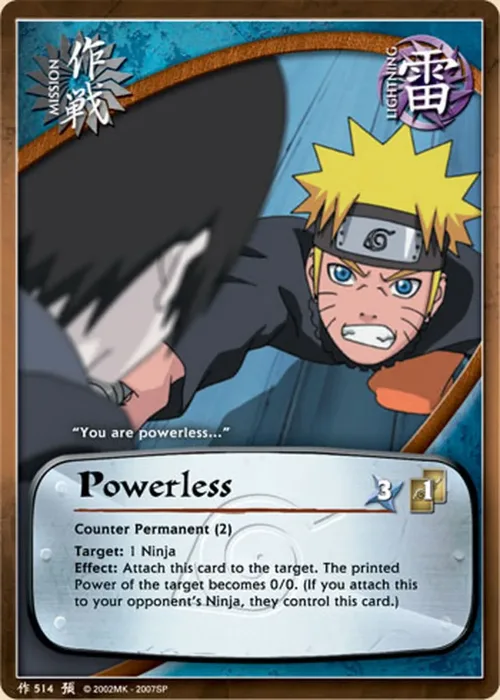 MISSION
作戦
LIGHTNING
雷
"You are powerless..."
Powerless
3
1
Counter Permanent (2)
Target: 1 Ninja
Effect: Attach this card to the target. The printed
Power of the target becomes 0/0. (If you attach this
to your opponent's Ninja, they control this card.)
作 514 張 © 2002MK - 2007SP